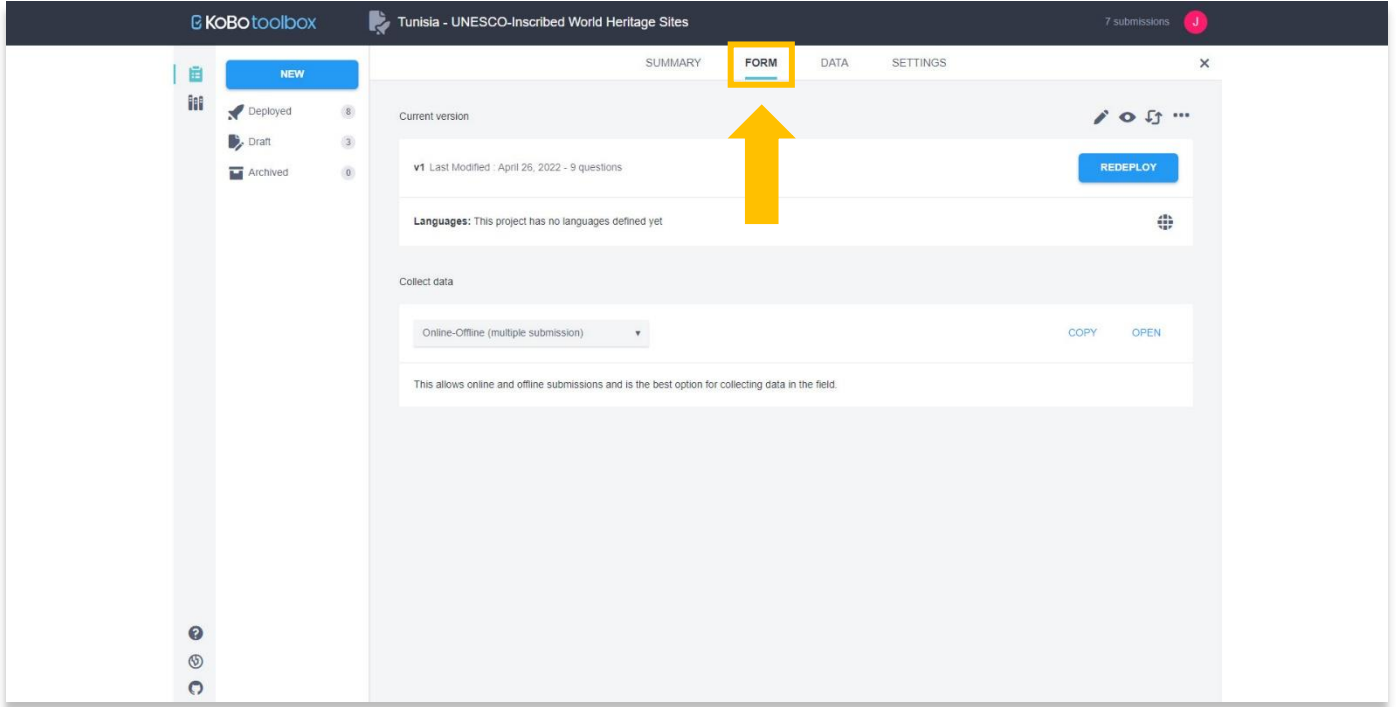 KOBOtoolbox
Tunisia - UNESCO-Inscribed World Heritage Sites
7 submissions
J
SUMMARY
FORM
DATA
SETTINGS
NEW
Deployed 8
Draft 3
Archived 0
Current version
v1 Last Modified : April 26, 2022 - 9 questions
REDEPLOY
Languages: This project has no languages defined yet
Collect data
Online-Offline (multiple submission)
COPY
OPEN
This allows online and offline submissions and is the best option for collecting data in the field.